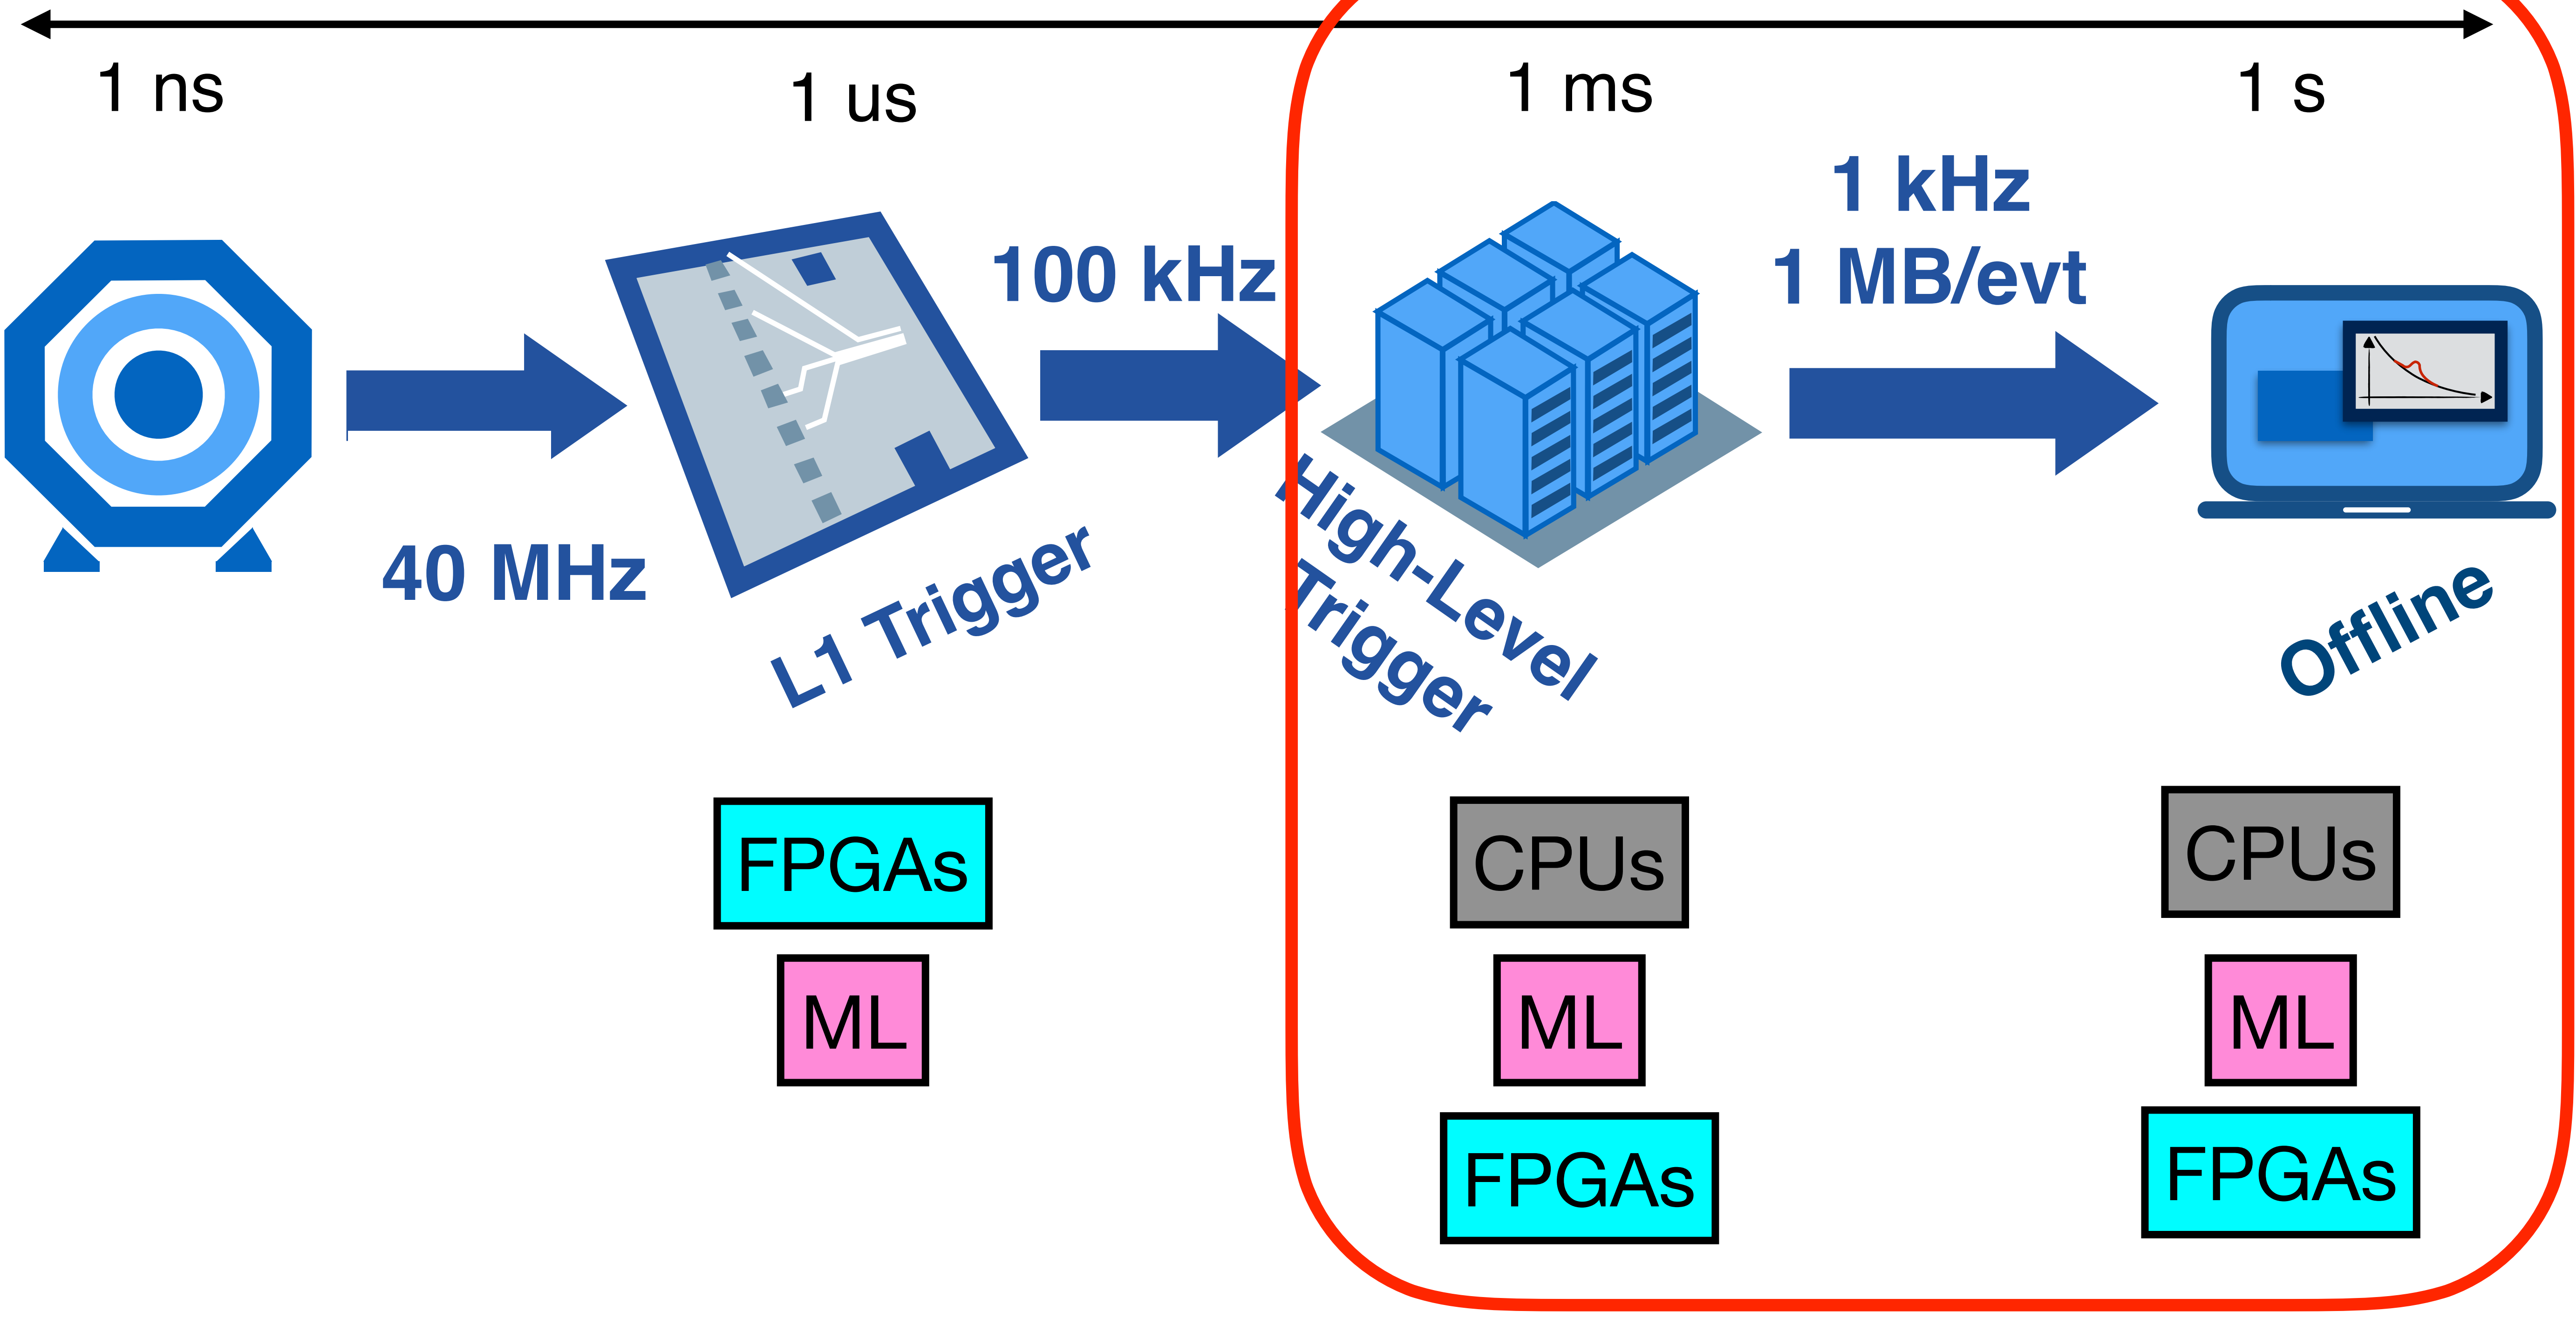 1 ns
1 us
1 ms
1 s
40 MHz
100 kHz
1 kHz
1 MB/evt
L1 Trigger
High-Level
Trigger
Offline
FPGAs
ML
CPUs
ML
FPGAs
CPUs
ML
FPGAs